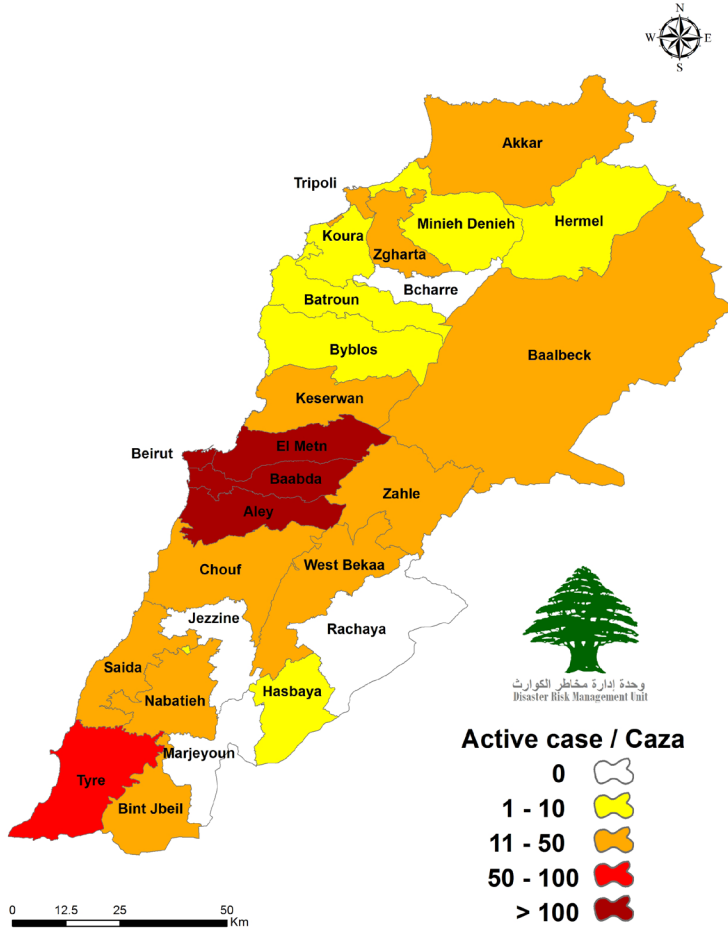 N
W E
S
Akkar
Tripoli
Minieh Denieh
Hermel
Koura
Zgharta
Bcharre
Batroun
Byblos
Baalbeck
Keserwan
El Metn
Beirut
Baabda
Zahle
Aley
West Bekaa
Chouf
Jezzine
Rachaya
Saida
Hasbaya
Nabatieh
Marjeyoun
Tyre
Bint Jbeil
وحدة إدارة مخاطر الكوارث
Disaster Risk Management Unit
Active case / Caza
0
1 - 10
11 - 50
50 - 100
> 100
0 12.5 25 50
Km